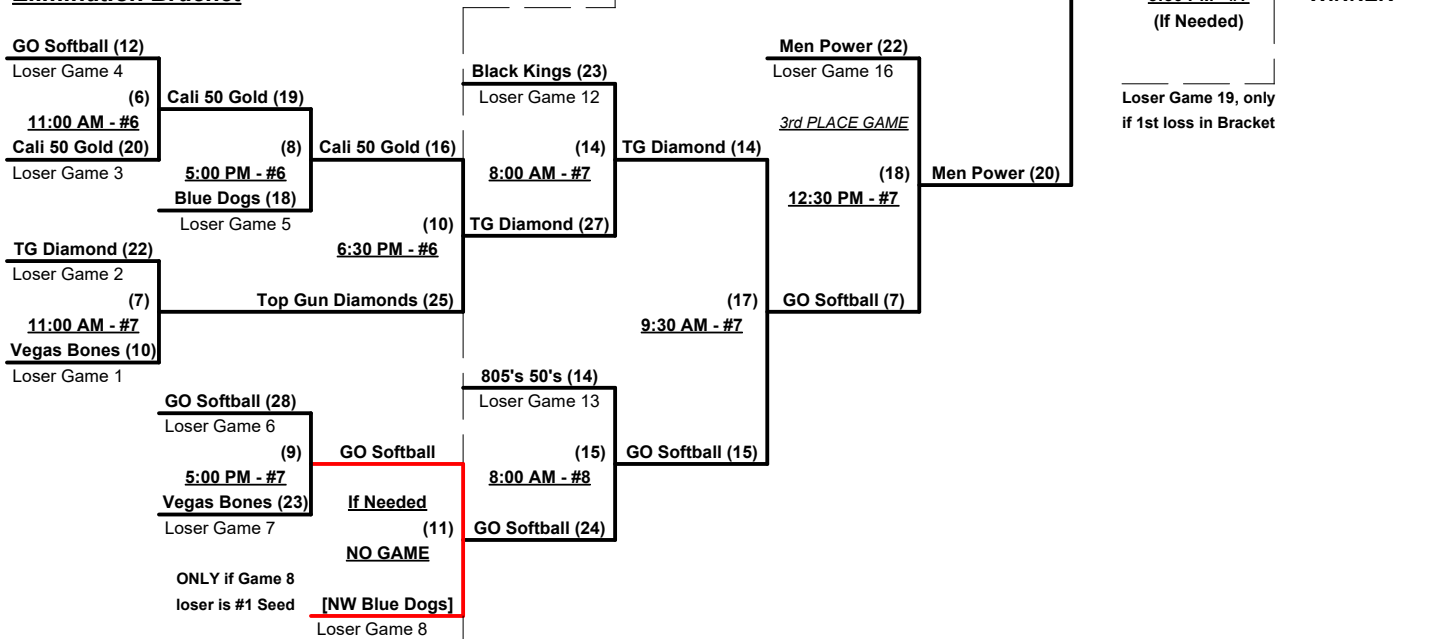 GO Softball (12)
Loser Game 4
(6)
11:00 AM - #6
Cali 50 Gold (20)
Loser Game 3
Cali 50 Gold (19)
(8)
5:00 PM - #6
Blue Dogs (18)
Loser Game 5
TG Diamond (22)
Loser Game 2
(7)
11:00 AM - #7
Vegas Bones (10)
Loser Game 1
Cali 50 Gold (16)
(10)
6:30 PM - #6
Top Gun Diamonds (25)
GO Softball (28)
Loser Game 6
(9)
5:00 PM - #7
Vegas Bones (23)
Loser Game 7
GO Softball
If Needed
(11)
NO GAME
ONLY if Game 8
loser is #1 Seed
[NW Blue Dogs]
Loser Game 8
Black Kings (23)
Loser Game 12
(14)
8:00 AM - #7
TG Diamond (27)
805's 50's (14)
Loser Game 13
(15)
8:00 AM - #8
GO Softball (24)
TG Diamond (14)
(17)
9:30 AM - #7
GO Softball (15)
Men Power (22)
Loser Game 16
3rd PLACE GAME
(18)
12:30 PM - #7
GO Softball (7)
Men Power (20)
(If Needed)
Loser Game 19, only
if 1st loss in Bracket